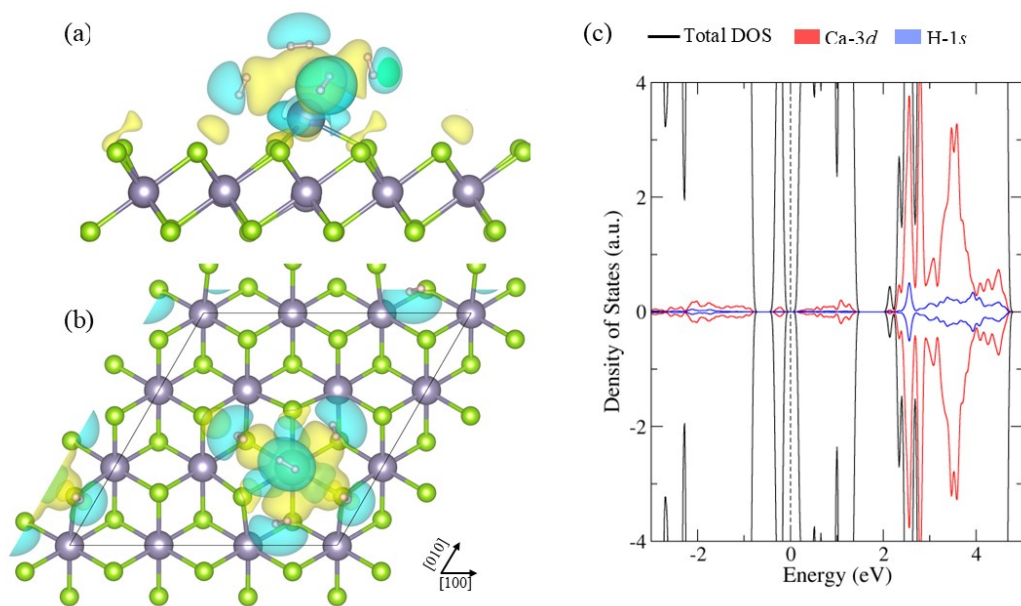 (a)
(b)
[010]
[100]
(c)
Total DOS
Ca-3d
H-1s
Density of States (a.u.)
4
2
0
-2
-4
-2
0
2
4
Energy (eV)